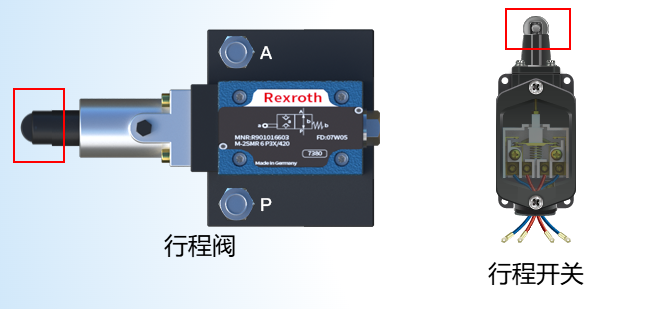 A
Rexroth
a
b
MNR:R901016603 FD:07W05
M-2SMR 6 P3X/420
7380
Made in Germany
P
行程阀
行程开关